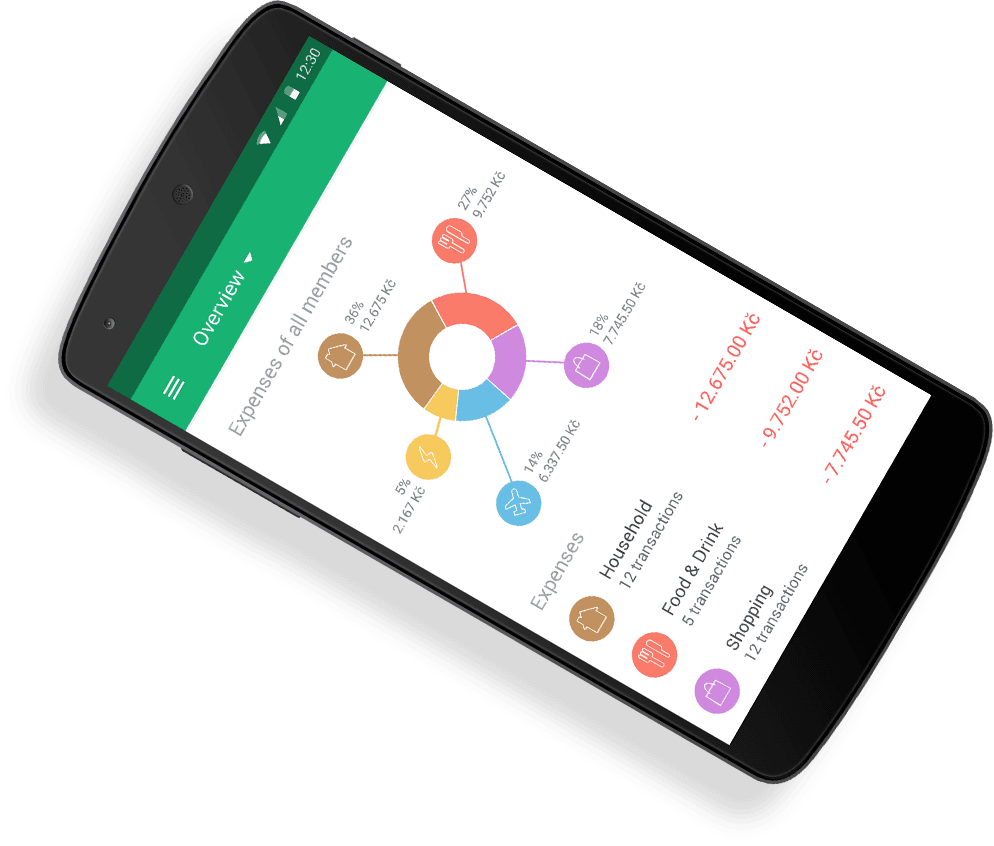 12:30
Overview
Expenses of all members
36%
12.675 Kč
27%
9.752 Kč
18%
7.745.50 Kč
14%
6.337.50 Kč
5%
2.167 Kč
Expenses
Household
12 transactions
- 12.675.00 Kč
Food & Drink
5 transactions
- 9.752.00 Kč
Shopping
12 transactions
- 7.745.50 Kč